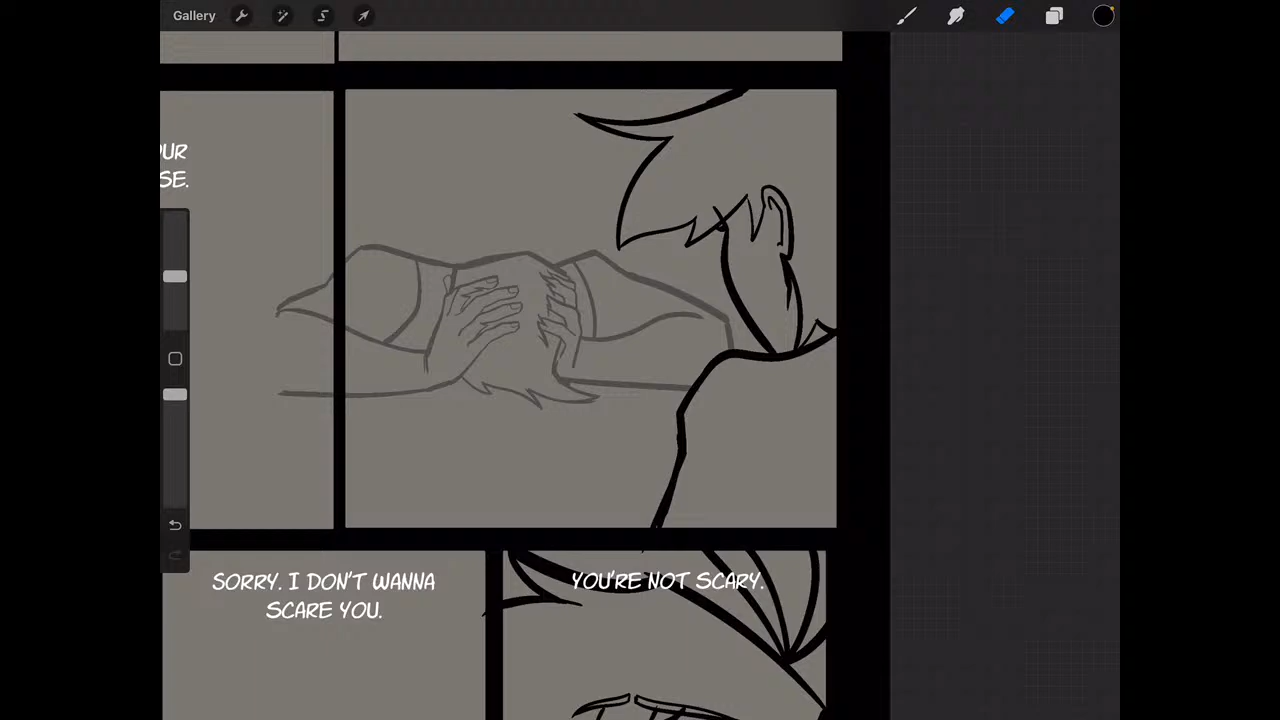 Gallery
UR
SE.
SORRY. I DON'T WANNA
SCARE YOU.
YOU'RE NOT SCARY.